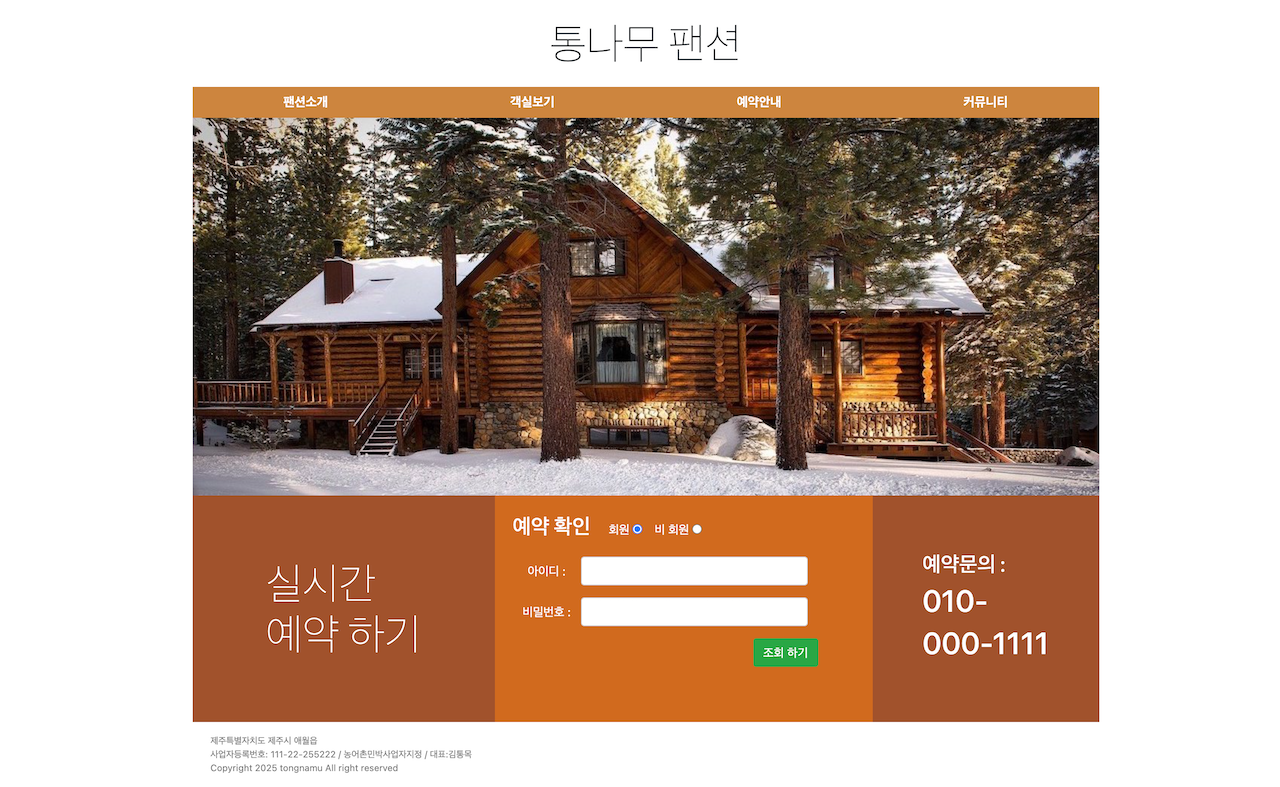 통나무 팬션
팬션소개 객실보기 예약안내 커뮤니티
실시간
예약 하기
예약 확인 회원 비 회원
아이디 :
비밀번호 :
조회 하기
예약문의 :
010-
000-1111
제주특별자치도 제주시 애월읍
사업자등록번호: 111-22-255222 / 농어촌민박사업자지정 / 대표:김통목
Copyright 2025 tongnamu All right reserved